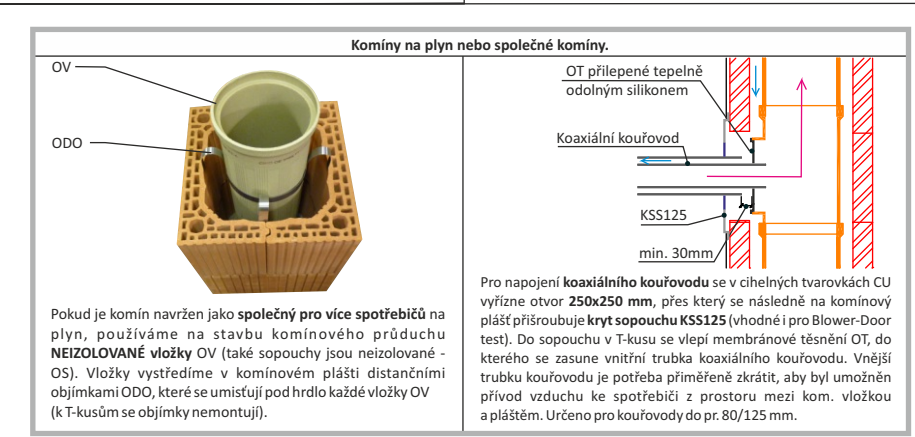 Komíny na plyn nebo společné komíny.
OV
ODO
Pokud je komín navržen jako společný pro více spotřebičů na
plyn, používáme na stavbu komínového průduchu
NEIZOLOVANÉ vložky OV (také sopouchy jsou neizolované -
OS). Vložky vystředíme v komínovém plášti distančními
objímkami ODO, které se umisťují pod hrdlo každé vložky OV
(k T-kusům se objímky nemontují).
OT přilepené tepelně
odolným silikonem
Koaxiální kouřovod
KSS125
min. 30mm
Pro napojení koaxiálního kouřovodu se v cihelných tvarovkách CU
vyřízne otvor 250x250 mm, přes který se následně na komínový
plášť přišroubuje kryt sopouchu KSS125 (vhodné i pro Blower-Door
test). Do sopouchu v T-kusu se vlepí membránové těsnění OT, do
kterého se zasune vnitřní trubka koaxiálního kouřovodu. Vnější
trubku kouřovodu je potřeba přiměřeně zkrátit, aby byl umožněn
přívod vzduchu ke spotřebiči z prostoru mezi kom. vložkou
a pláštěm. Určeno pro kouřovody do pr. 80/125 mm.